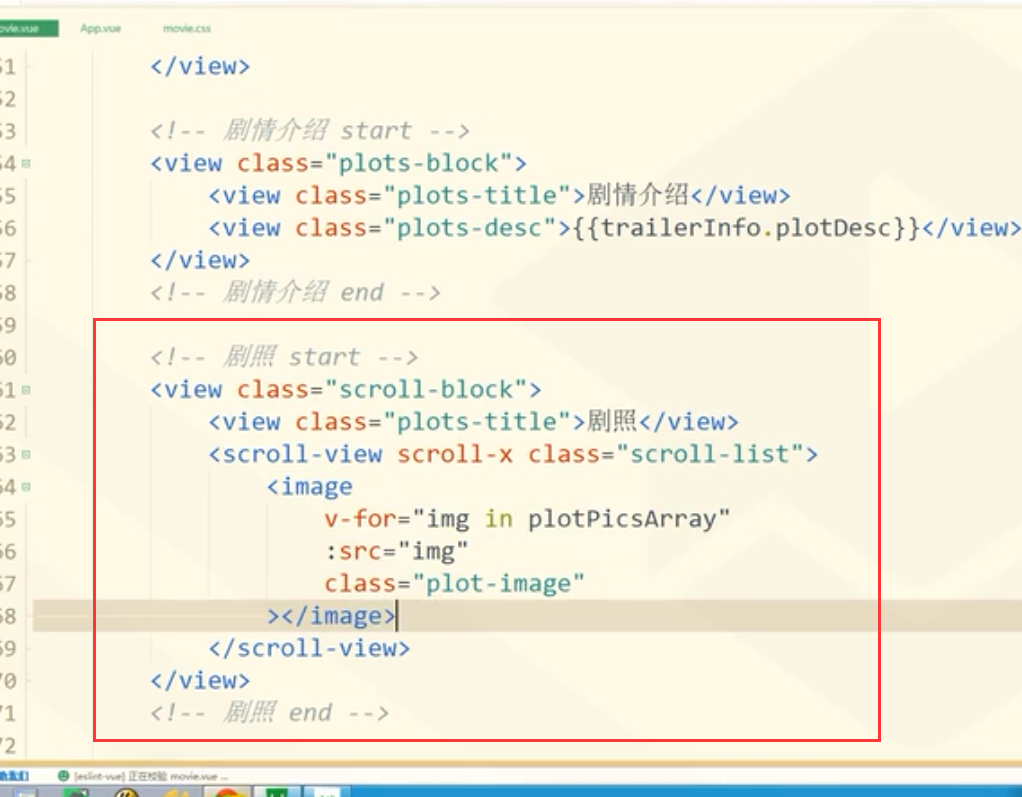 ovie.vue App.vue movie.css
51 </view>
52
53 <!-- 剧情介绍 start -->
54 <view class="plots-block">
55 <view class="plots-title">剧情介绍</view>
56 <view class="plots-desc">{{trailerInfo.plotDesc}}</view>
57 </view>
58 <!-- 剧情介绍 end -->
59
60 <!-- 剧照 start -->
61 <view class="scroll-block">
62 <view class="plots-title">剧照</view>
63 <scroll-view scroll-x class="scroll-list">
64 <image
65 v-for="img in plotPicsArray"
66 :src="img"
67 class="plot-image"
68 ></image>
69 </scroll-view>
70 </view>
71 <!-- 剧照 end -->
72
[eslint-vue] 正在校验 movie.vue ...